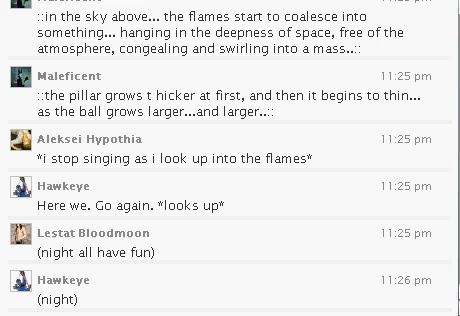 ::in the sky above... the flames start to coalesce into
something... hanging in the deepness of space, free of the
atmosphere, congealing and swirling into a mass..::
Maleficent 11:25 pm
::the pillar grows t hicker at first, and then it begins to thin...
as the ball grows larger...and larger..::
Aleksei Hypothia 11:25 pm
*i stop singing as i look up into the flames*
Hawkeye 11:25 pm
Here we. Go again. *looks up*
Lestat Bloodmoon 11:25 pm
(night all have fun)
Hawkeye 11:26 pm
(night)